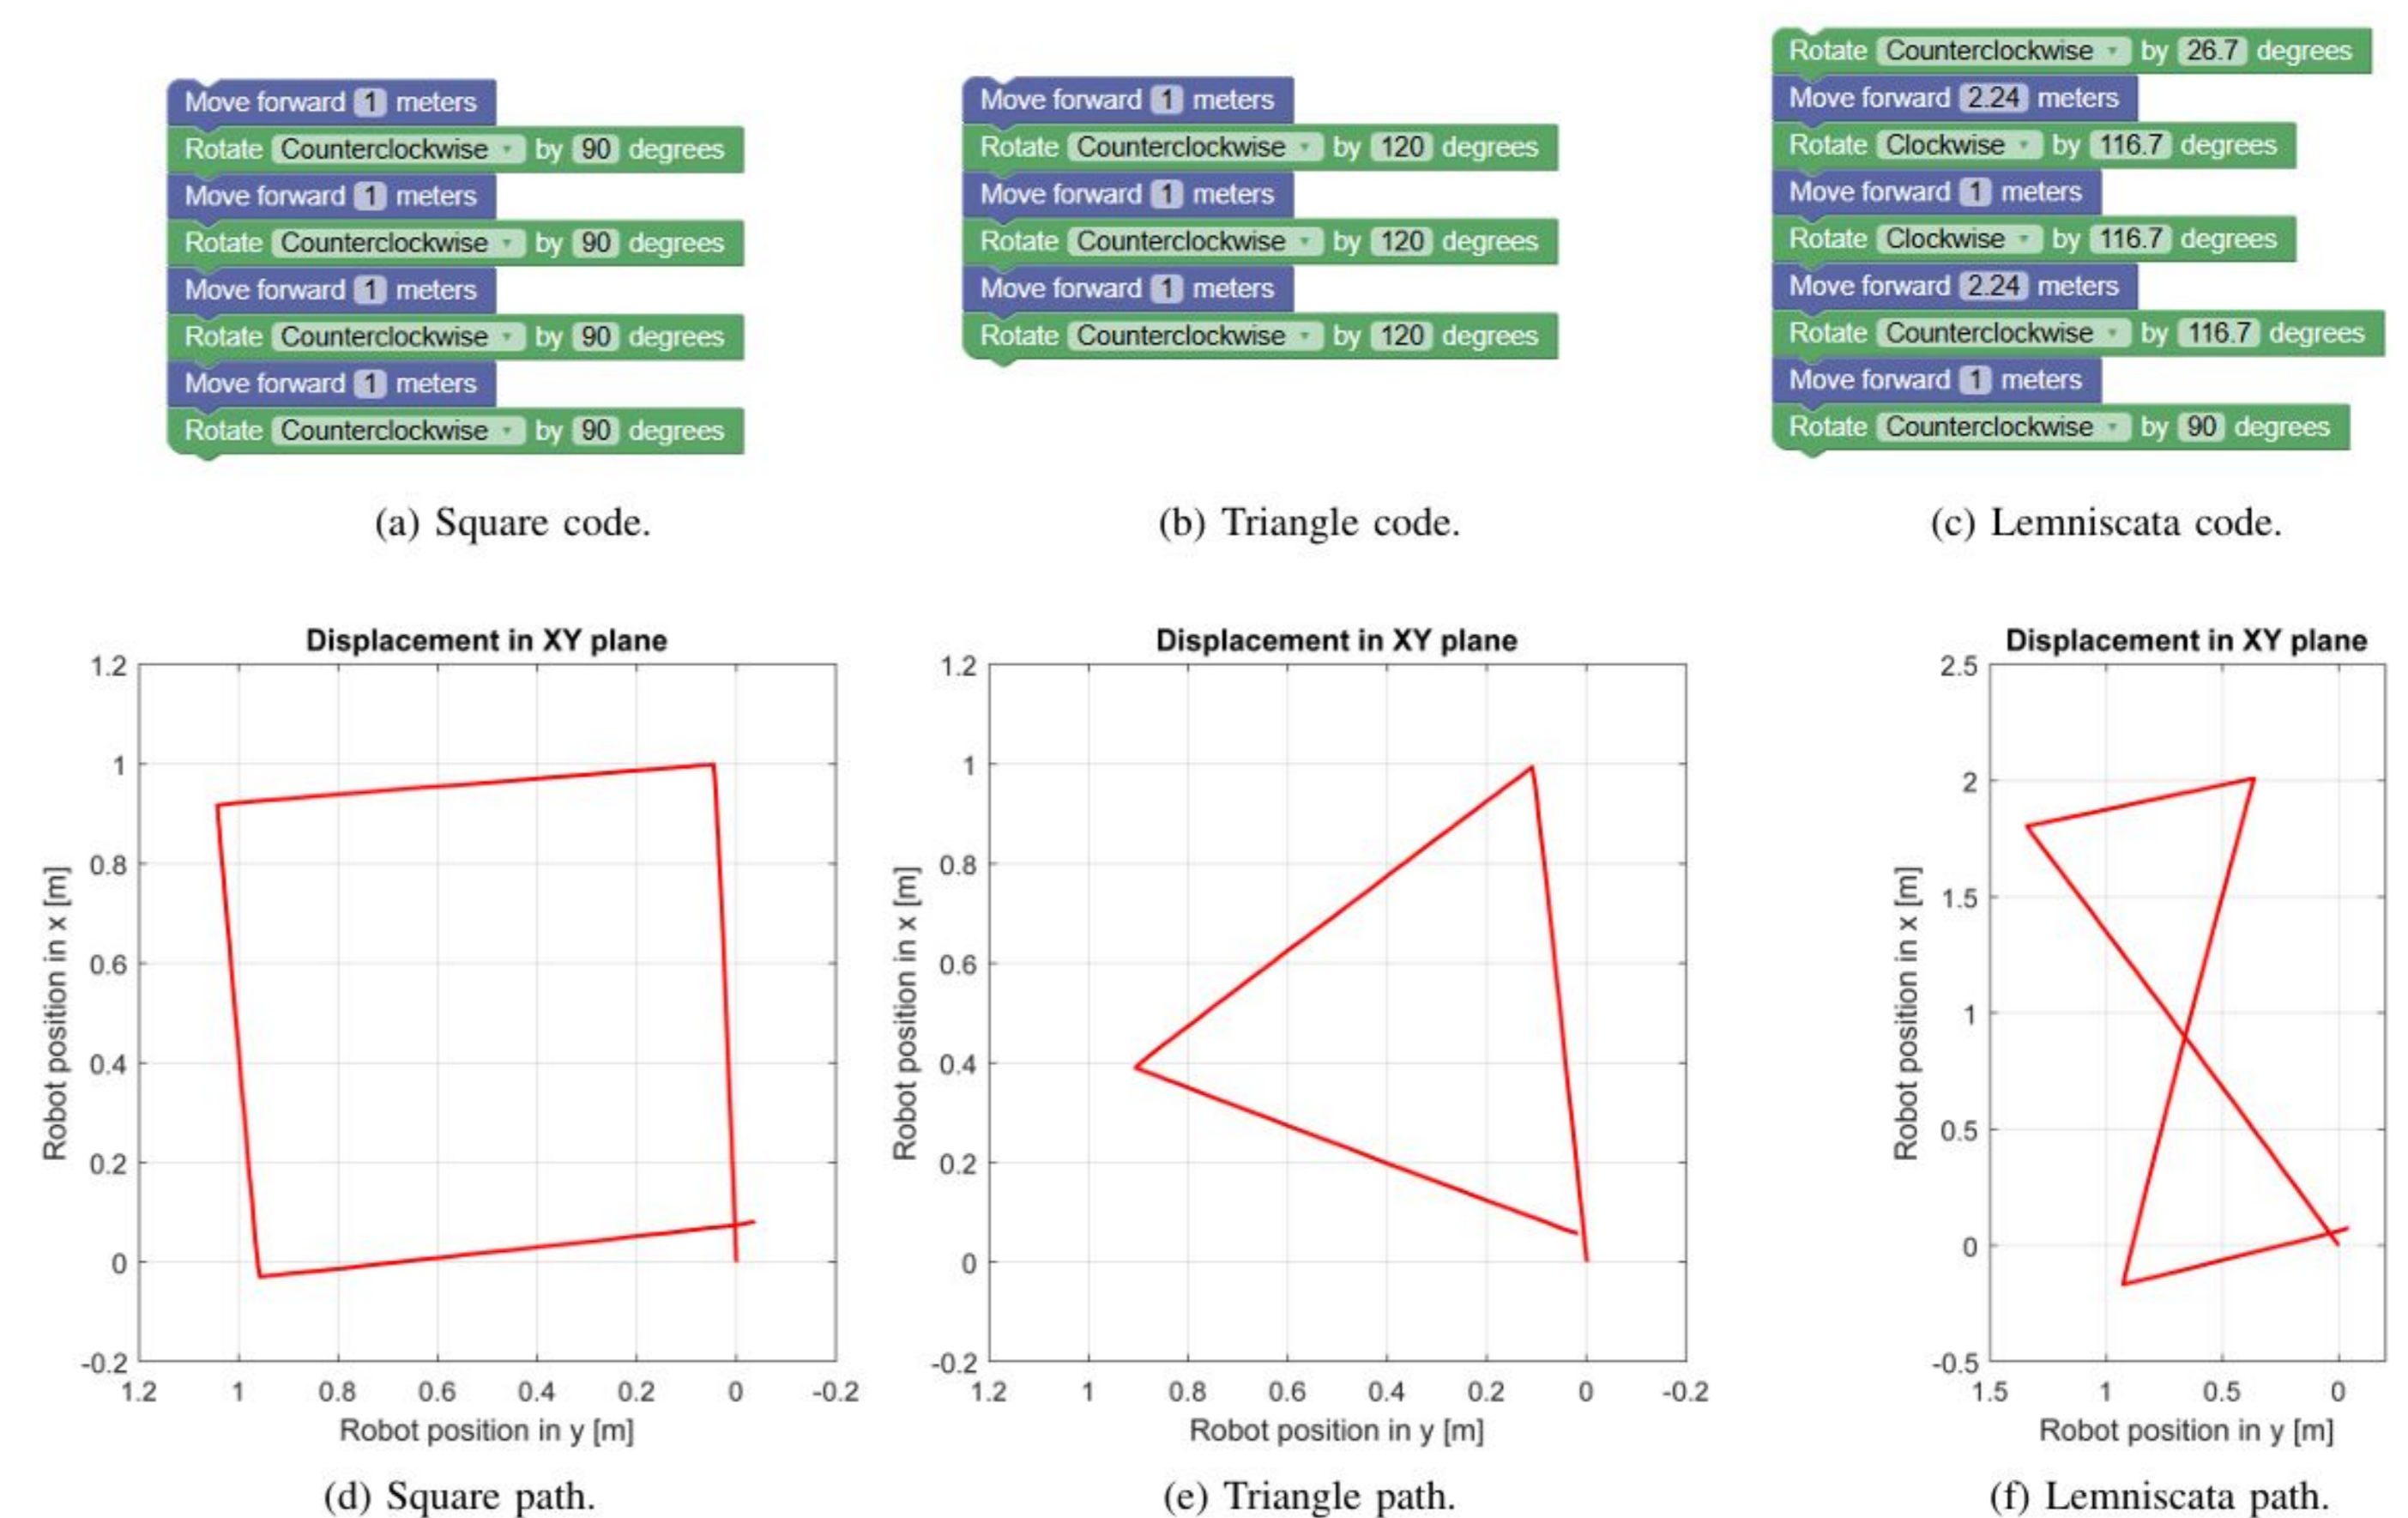 Move forward 1 meters
Rotate Counterclockwise by 90 degrees
Move forward 1 meters
Rotate Counterclockwise by 90 degrees
Move forward 1 meters
Rotate Counterclockwise by 90 degrees
Move forward 1 meters
Rotate Counterclockwise by 90 degrees
(a) Square code.
Move forward 1 meters
Rotate Counterclockwise by 120 degrees
Move forward 1 meters
Rotate Counterclockwise by 120 degrees
Move forward 1 meters
Rotate Counterclockwise by 120 degrees
(b) Triangle code.
Rotate Counterclockwise by 26.7 degrees
Move forward 2.24 meters
Rotate Clockwise by 116.7 degrees
Move forward 1 meters
Rotate Clockwise by 116.7 degrees
Move forward 2.24 meters
Rotate Counterclockwise by 116.7 degrees
Move forward 1 meters
Rotate Counterclockwise by 90 degrees
(c) Lemniscata code.
Displacement in XY plane
Robot position in x [m]
1.2
1
0.8
0.6
0.4
0.2
0
-0.2
1.2 1 0.8 0.6 0.4 0.2 0 -0.2
Robot position in y [m]
(d) Square path.
Displacement in XY plane
Robot position in x [m]
1.2
1
0.8
0.6
0.4
0.2
0
-0.2
1.2 1 0.8 0.6 0.4 0.2 0 -0.2
Robot position in y [m]
(e) Triangle path.
Displacement in XY plane
Robot position in x [m]
2.5
2
1.5
1
0.5
0
-0.5
1.5 1 0.5 0
Robot position in y [m]
(f) Lemniscata path.